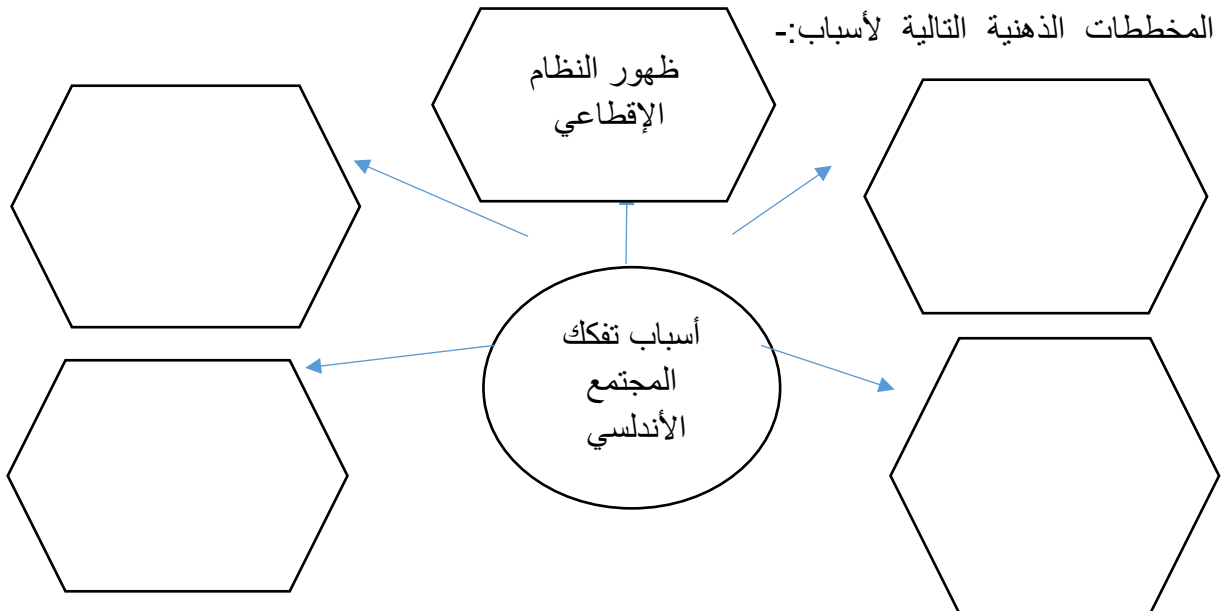 المخططات الذهنية التالية لأسباب:-
ظهور النظام
الإقطاعي
أسباب تفكك
المجتمع
الأندلسي